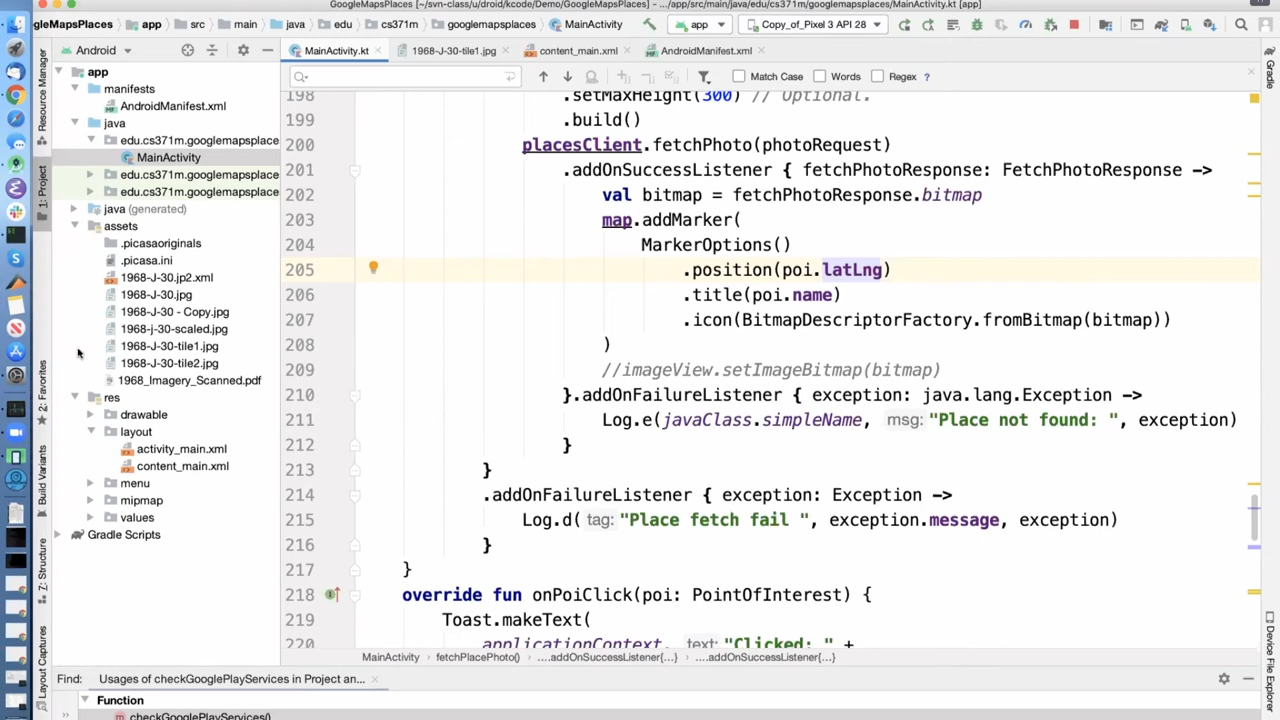 GoogleMapsPlaces [~/svn-class/u/droid/kcode/Demo/GoogleMapsPlaces] - .../app/src/main/java/edu/cs371m/googlemapsplaces/MainActivity.kt [app]
gleMapsPlaces app src main java edu cs371m googlemapsplaces MainActivity app Copy_of_Pixel 3 API 28
Android MainActivity.kt 1968-J-30-tile1.jpg content_main.xml AndroidManifest.xml
Match Case Words Regex ?
Resource Manager
1: Project
2: Favorites
Build Variants
7: Structure
Layout Captures
Gradle
Device File Explorer
app
manifests
AndroidManifest.xml
java
edu.cs371m.googlemapsplace
MainActivity
edu.cs371m.googlemapsplace
edu.cs371m.googlemapsplace
java (generated)
assets
.picasaoriginals
.picasa.ini
1968-J-30.jp2.xml
1968-J-30.jpg
1968-J-30 - Copy.jpg
1968-j-30-scaled.jpg
1968-J-30-tile1.jpg
1968-J-30-tile2.jpg
1968_Imagery_Scanned.pdf
res
drawable
layout
activity_main.xml
content_main.xml
menu
mipmap
values
Gradle Scripts
198 .setMaxHeight(300) // Optional.
199 .build()
200 placesClient.fetchPhoto(photoRequest)
201 .addOnSuccessListener { fetchPhotoResponse: FetchPhotoResponse ->
202 val bitmap = fetchPhotoResponse.bitmap
203 map.addMarker(
204 MarkerOptions()
205 .position(poi.latLng)
206 .title(poi.name)
207 .icon(BitmapDescriptorFactory.fromBitmap(bitmap))
208 )
209 //imageView.setImageBitmap(bitmap)
210 }.addOnFailureListener { exception: java.lang.Exception ->
211 Log.e(javaClass.simpleName, msg: "Place not found: ", exception)
212 }
213 }
214 .addOnFailureListener { exception: Exception ->
215 Log.d( tag: "Place fetch fail ", exception.message, exception)
216 }
217 }
218 override fun onPoiClick(poi: PointOfInterest) {
219 Toast.makeText(
220 applicationContext, text: "Clicked: " +
MainActivity fetchPlacePhoto() ....addOnSuccessListener{...} ....addOnSuccessListener{...}
Find: Usages of checkGooglePlayServices in Project an...
Function
checkGooglePlayServices()